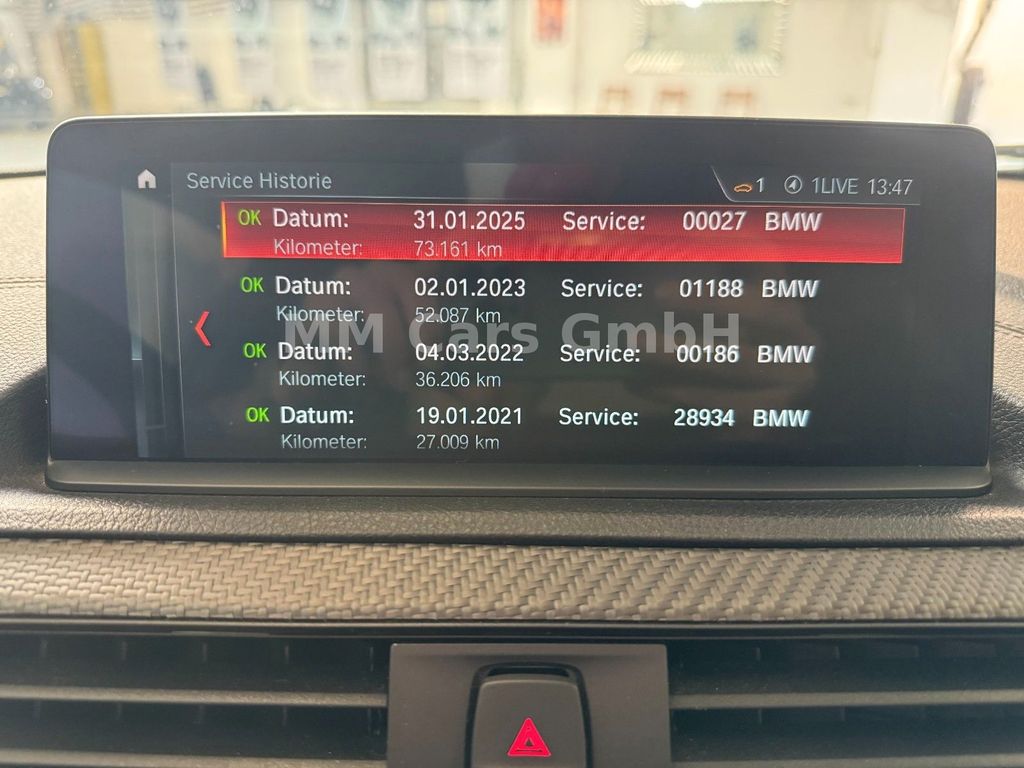 Service Historie 1 1LIVE 13:47
OK Datum: 31.01.2025 Service: 00027 BMW
Kilometer: 73.161 km
OK Datum: 02.01.2023 Service: 01188 BMW
Kilometer: 52.087 km
MM Cars GmbH
OK Datum: 04.03.2022 Service: 00186 BMW
Kilometer: 36.206 km
OK Datum: 19.01.2021 Service: 28934 BMW
Kilometer: 27.009 km